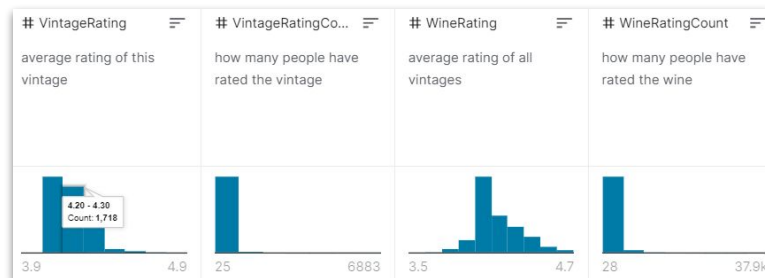 # VintageRating
average rating of this
vintage
# VintageRatingCo...
how many people have
rated the vintage
# WineRating
average rating of all
vintages
# WineRatingCount
how many people have
rated the wine
4.20 - 4.30
Count: 1,718
3.9 4.9
25 6883
3.5 4.7
28 37.9k